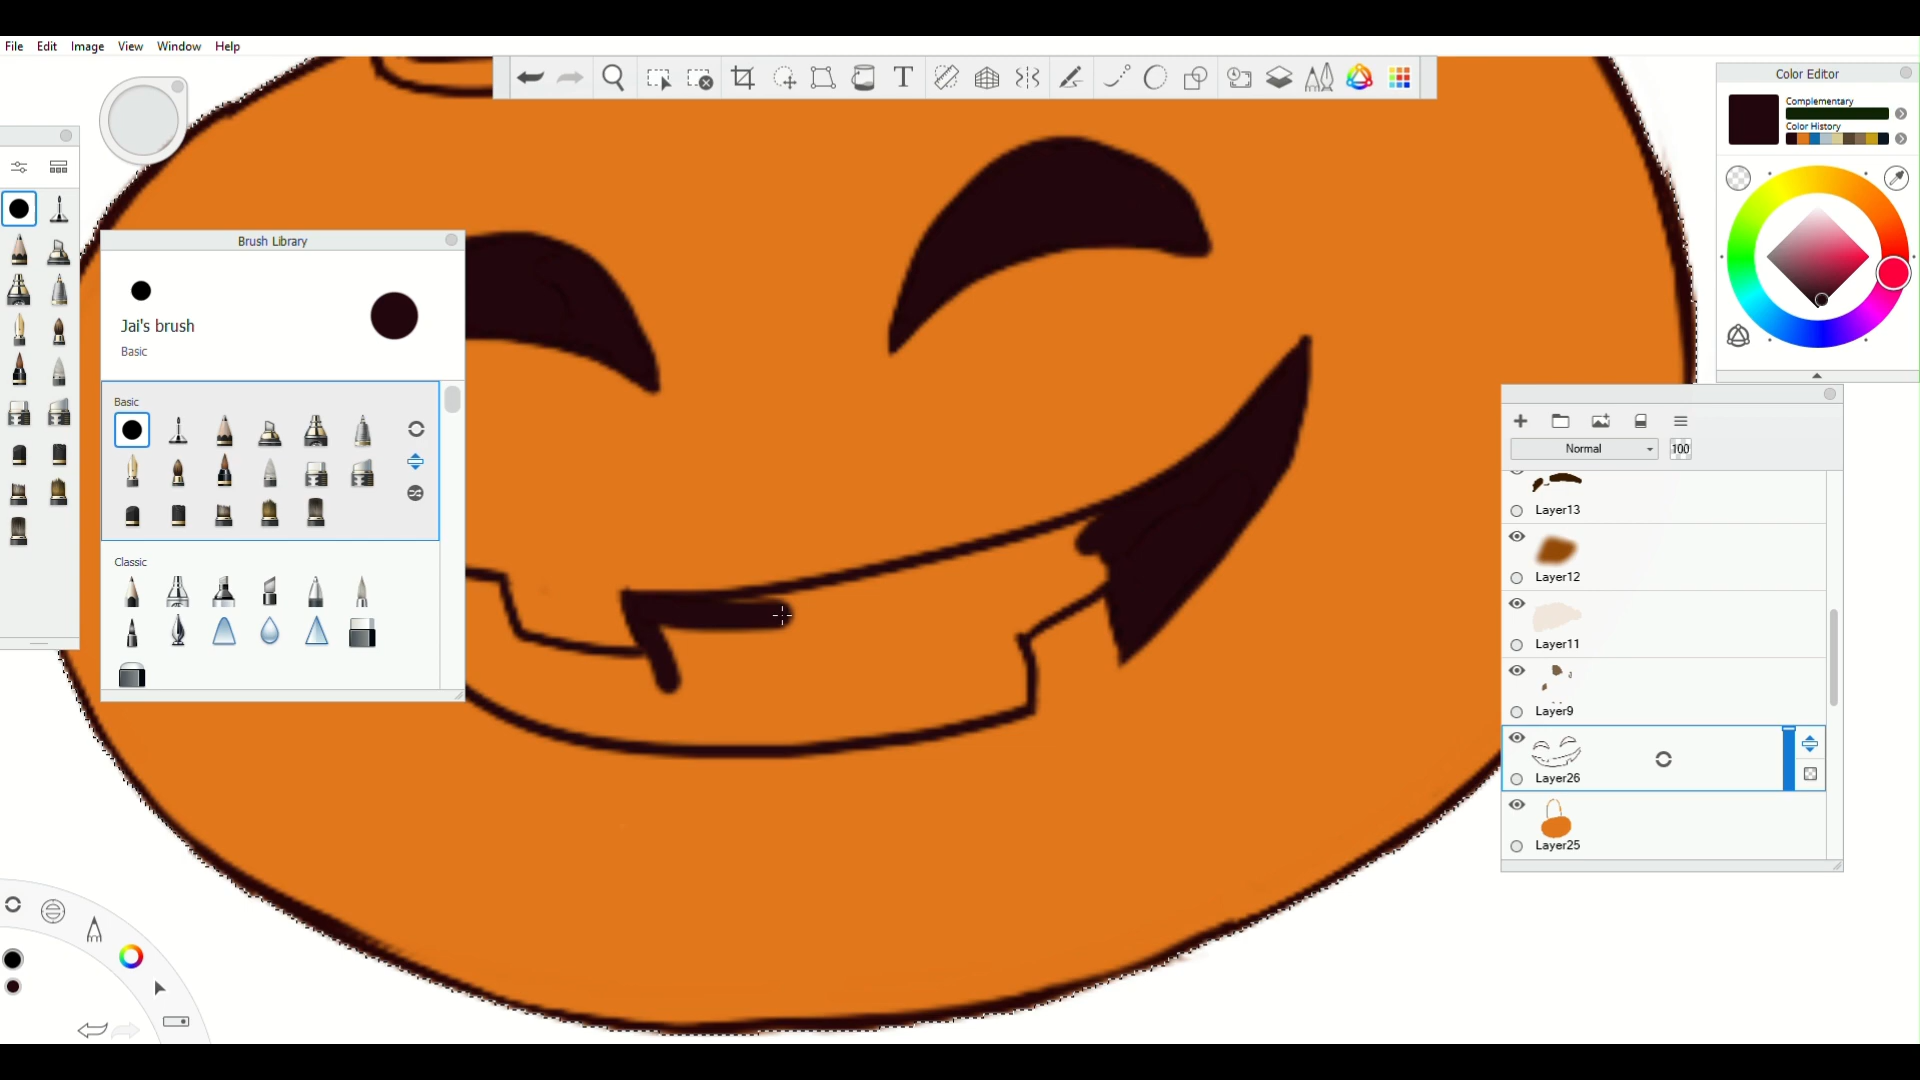 File Edit Image View Window Help
T
Color Editor
Complementary
Color History
Brush Library
Jai's brush
Basic
Basic
Classic
Normal 100
Layer13
Layer12
Layer11
Layer9
Layer26
Layer25